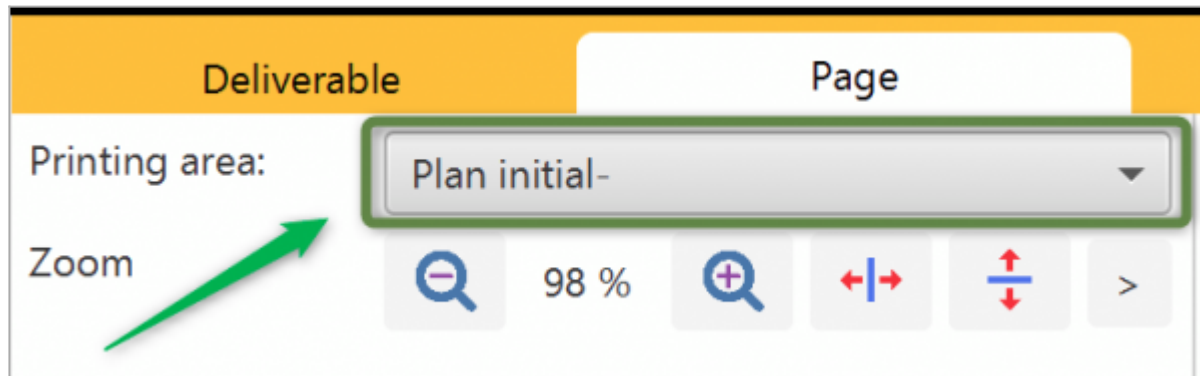 Deliverable Page
Printing area: Plan initial-
Zoom 98 % >